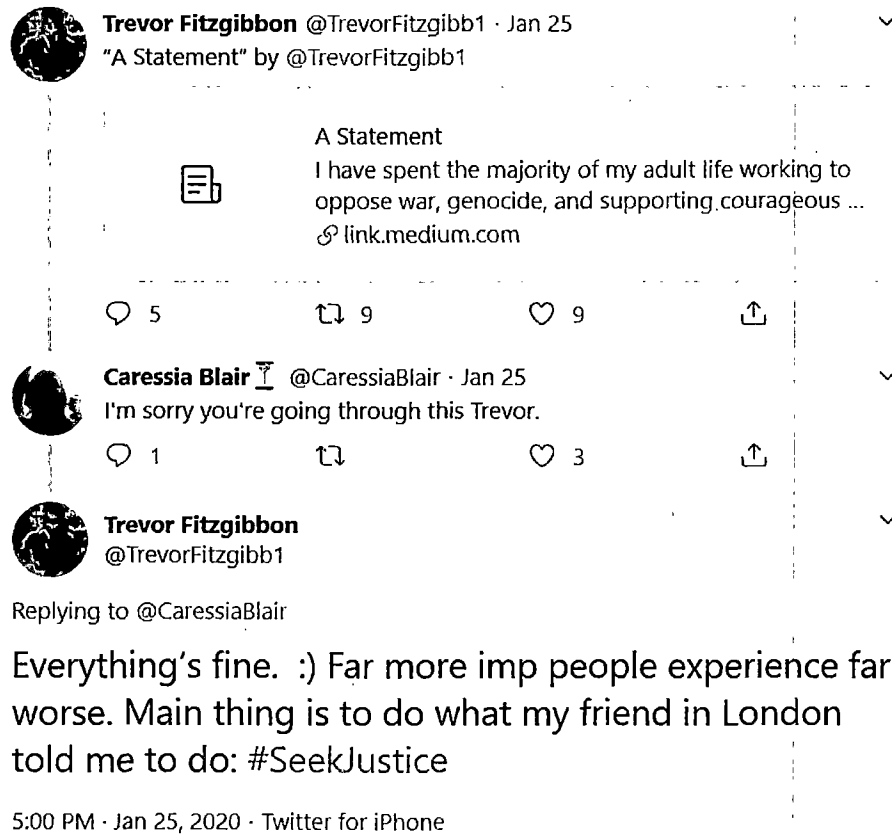 Trevor Fitzgibbon @TrevorFitzgibb1 · Jan 25
"A Statement" by @TrevorFitzgibb1
A Statement
I have spent the majority of my adult life working to
oppose war, genocide, and supporting courageous ...
link.medium.com
5 9 9
Caressia Blair @CaressiaBlair · Jan 25
I'm sorry you're going through this Trevor.
1 3
Trevor Fitzgibbon
@TrevorFitzgibb1
Replying to @CaressiaBlair
Everything's fine. :) Far more imp people experience far
worse. Main thing is to do what my friend in London
told me to do: #SeekJustice
5:00 PM · Jan 25, 2020 · Twitter for iPhone